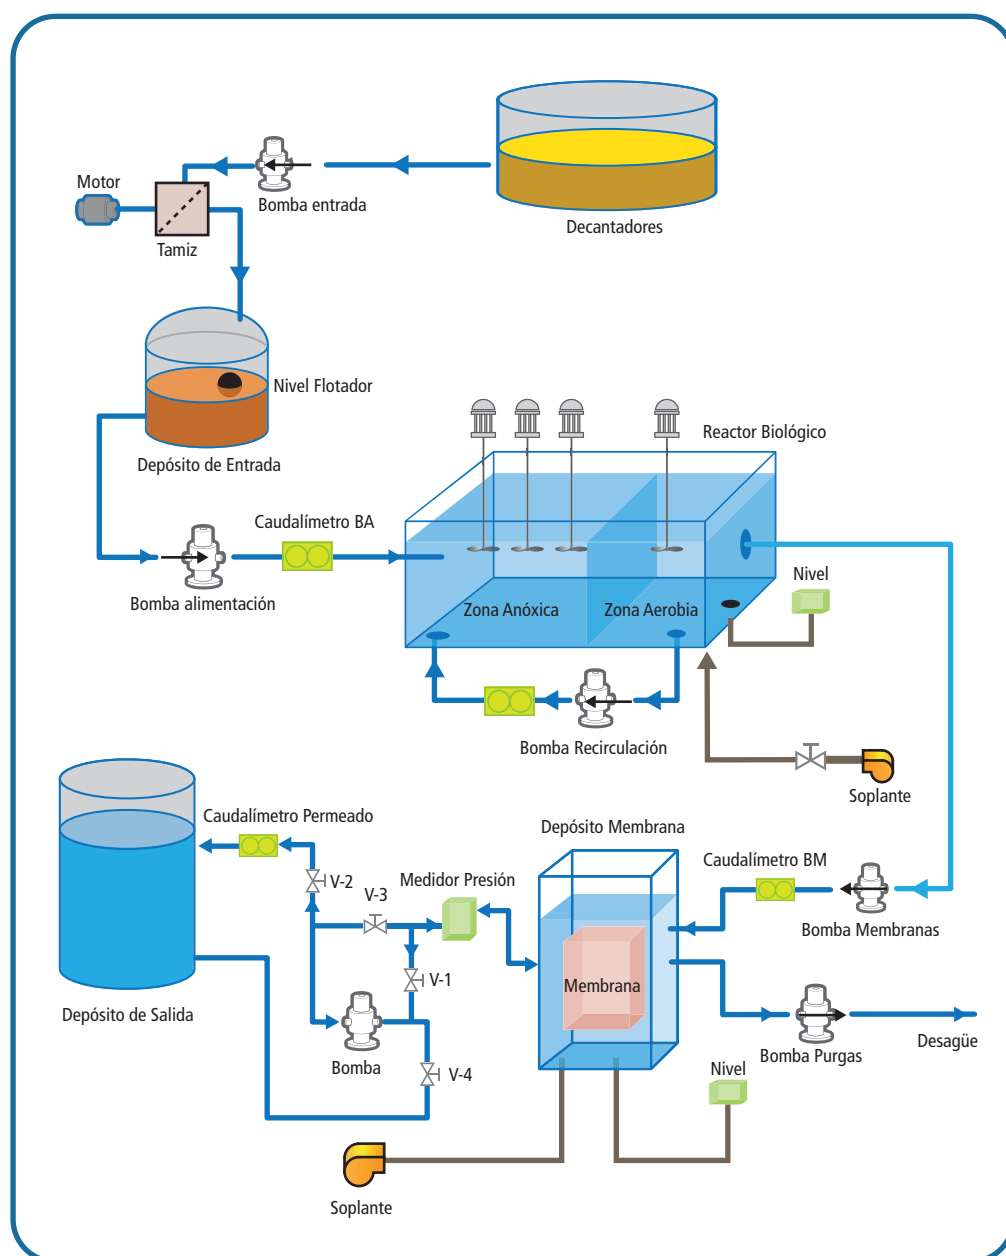 Motor
Bomba entrada
Decantadores
Tamiz
Nivel Flotador
Depósito de Entrada
Reactor Biológico
Caudalímetro BA
Bomba alimentación
Zona Anóxica
Zona Aerobia
Nivel
Bomba Recirculación
Soplante
Caudalímetro Permeado
Depósito Membrana
V-2
V-3
Medidor Presión
Caudalímetro BM
Bomba Membranas
V-1
Membrana
Depósito de Salida
Bomba
V-4
Bomba Purgas
Desagüe
Nivel
Soplante